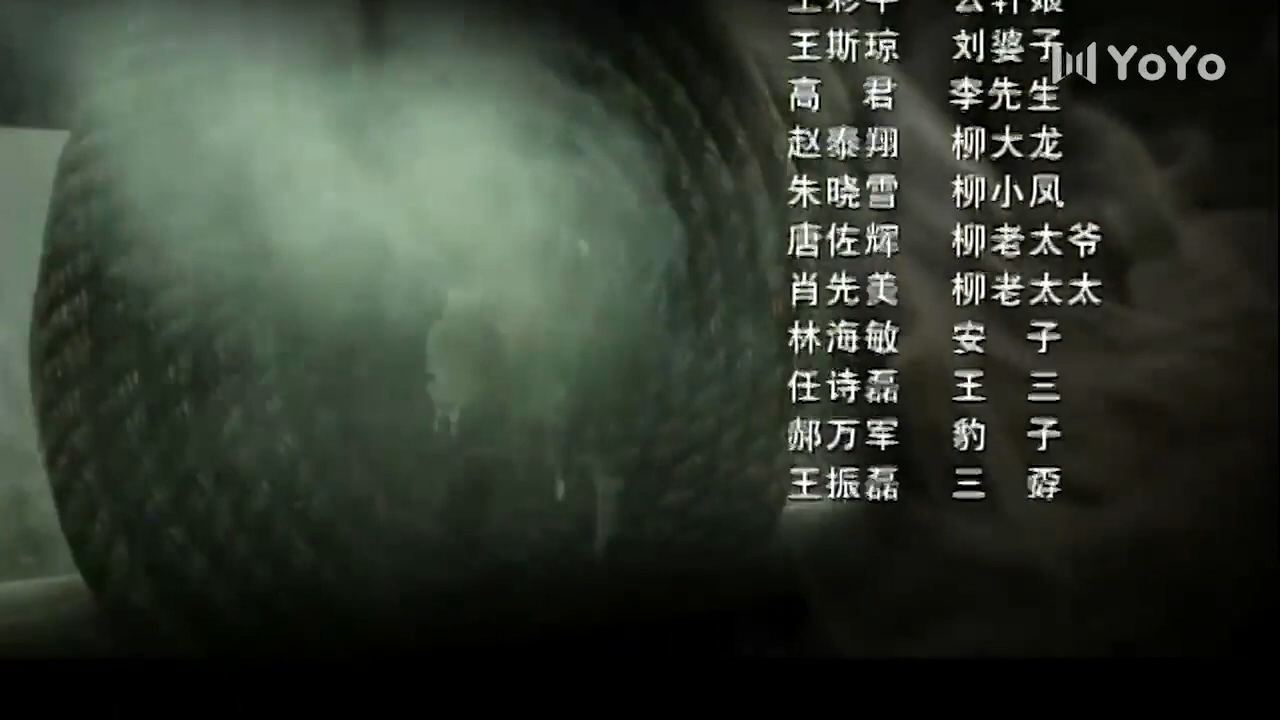 王斯琼 刘婆子
YoYo
高 君 李先生
赵泰翔 柳大龙
朱晓雪 柳小凤
唐佐辉 柳老太爷
肖先美 柳老太太
林海敏 安 子
任诗磊 王 三
郝万军 豹 子
王振磊 三 孬